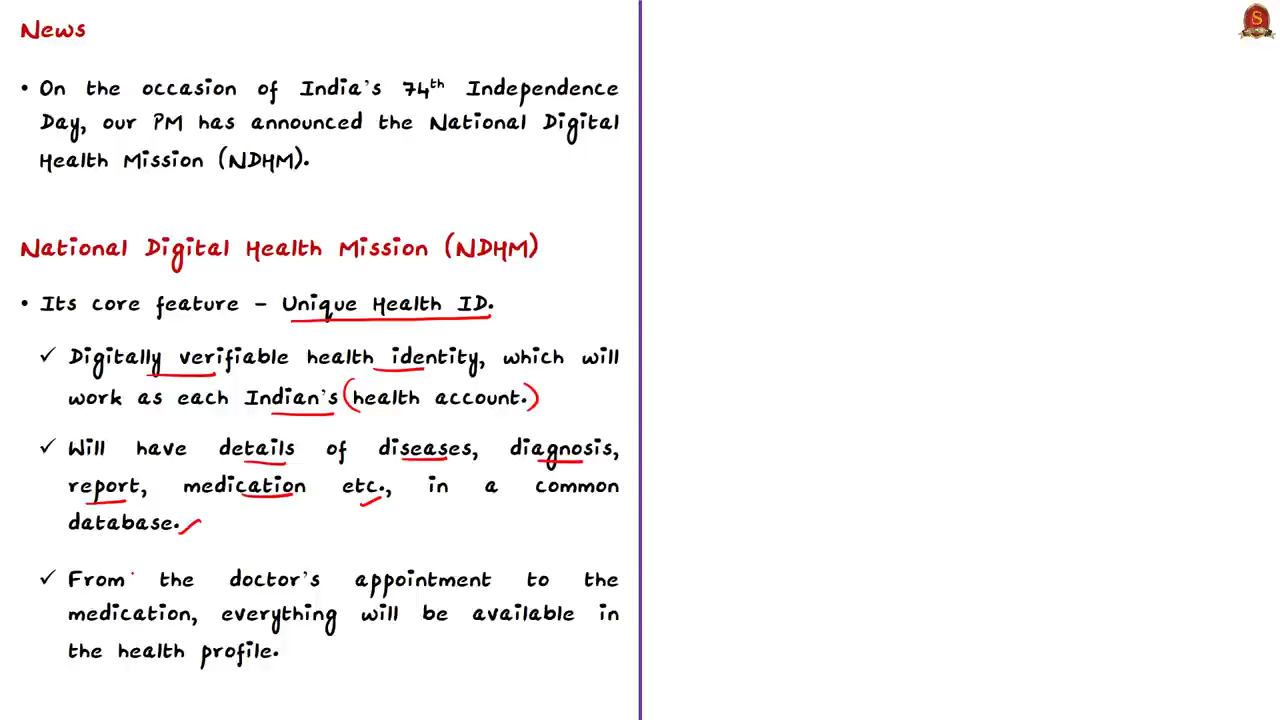 News
• On the occasion of India's 74th Independence
Day, our PM has announced the National Digital
Health Mission (NDHM).
National Digital Health Mission (NDHM)
• Its core feature – Unique Health ID.
✓ Digitally verifiable health identity, which will
work as each Indian's (health account.)
✓ Will have details of diseases, diagnosis,
report, medication etc., in a common
database.
✓ From the doctor's appointment to the
medication, everything will be available in
the health profile.
S